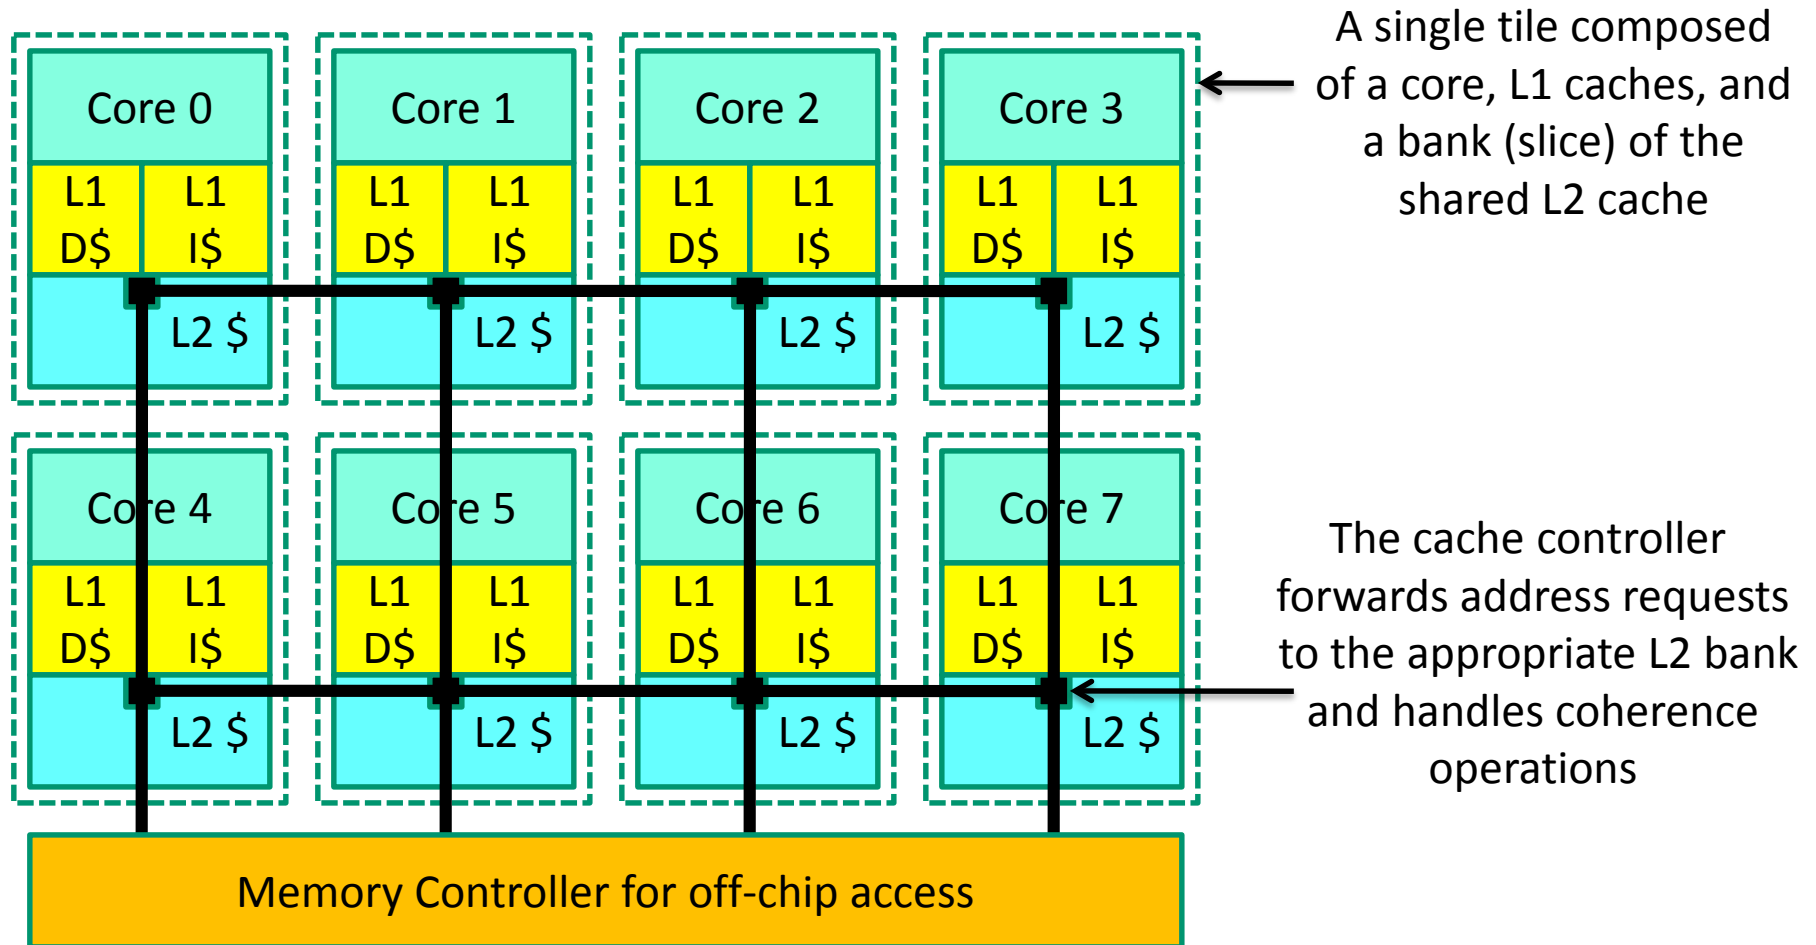 A single tile composed
of a core, L1 caches, and
a bank (slice) of the
shared L2 cache
Core 0
Core 1
Core 2
Core 3
L1
D$
L1
I$
L1
D$
L1
I$
L1
D$
L1
I$
L1
D$
L1
I$
L2 $
L2 $
L2 $
L2 $
Core 4
Core 5
Core 6
Core 7
L1
D$
L1
I$
L1
D$
L1
I$
L1
D$
L1
I$
L1
D$
L1
I$
L2 $
L2 $
L2 $
L2 $
The cache controller
forwards address requests
to the appropriate L2 bank
and handles coherence
operations
Memory Controller for off-chip access